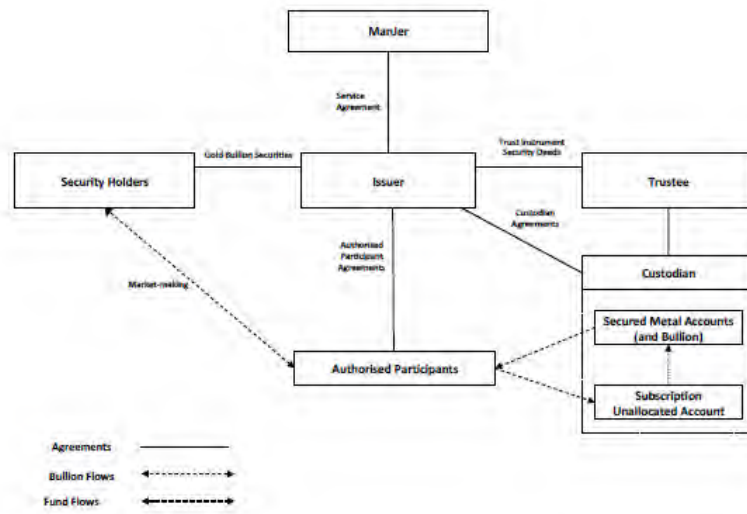 ManJer
Service
Agreement
Gold Bullion Securities
Trust Instrument
Security Deeds
Security Holders
Issuer
Trustee
Custodian
Agreements
Authorised
Participant
Agreements
Custodian
Market-making
Secured Metal Accounts
(and Bullion)
Authorised Participants
Subscription
Unallocated Account
Agreements
Bullion Flows
Fund Flows